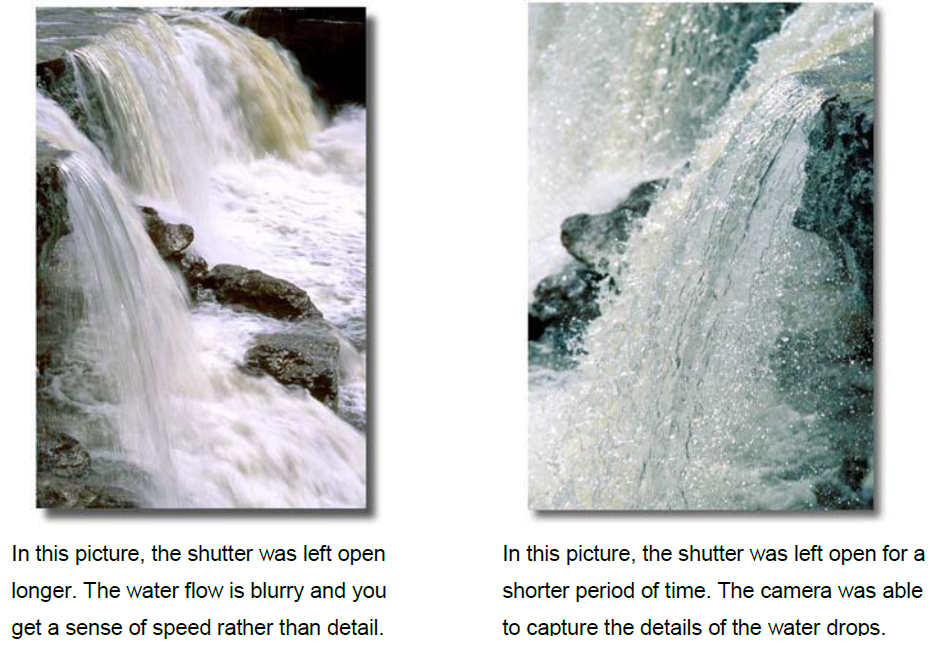 In this picture, the shutter was left open
longer. The water flow is blurry and you
get a sense of speed rather than detail.
In this picture, the shutter was left open for a
shorter period of time. The camera was able
to capture the details of the water drops.